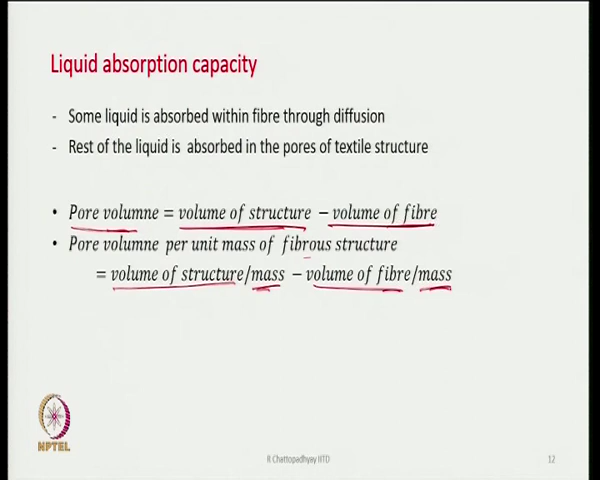 Liquid absorption capacity
- Some liquid is absorbed within fibre through diffusion
- Rest of the liquid is absorbed in the pores of textile structure
• Pore volumne = volume of structure − volume of fibre
• Pore volumne per unit mass of fibrous structure
= volume of structure/mass − volume of fibre/mass
NPTEL
R Chattopadhyay IITD
12